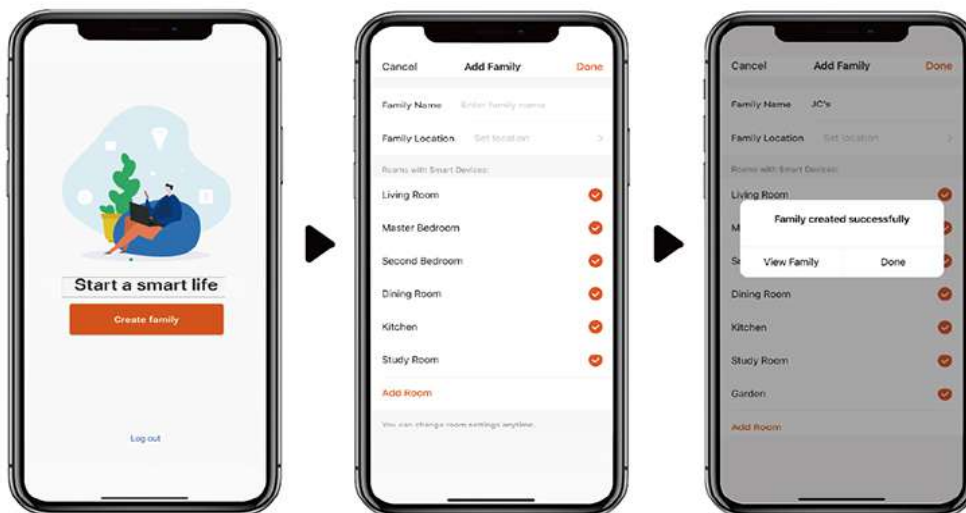 Start a smart life
Create family
Log out
Cancel Add Family Done
Family Name Enter family name
Family Location Set location
Rooms with Smart Devices:
Living Room
Master Bedroom
Second Bedroom
Dining Room
Kitchen
Study Room
Add Room
You can change room settings anytime.
Cancel Add Family Done
Family Name JC's
Family Location Set location
Rooms with Smart Devices:
Living Room
Family created successfully
M
View Family Done
Se
Dining Room
Kitchen
Study Room
Garden
Add Room